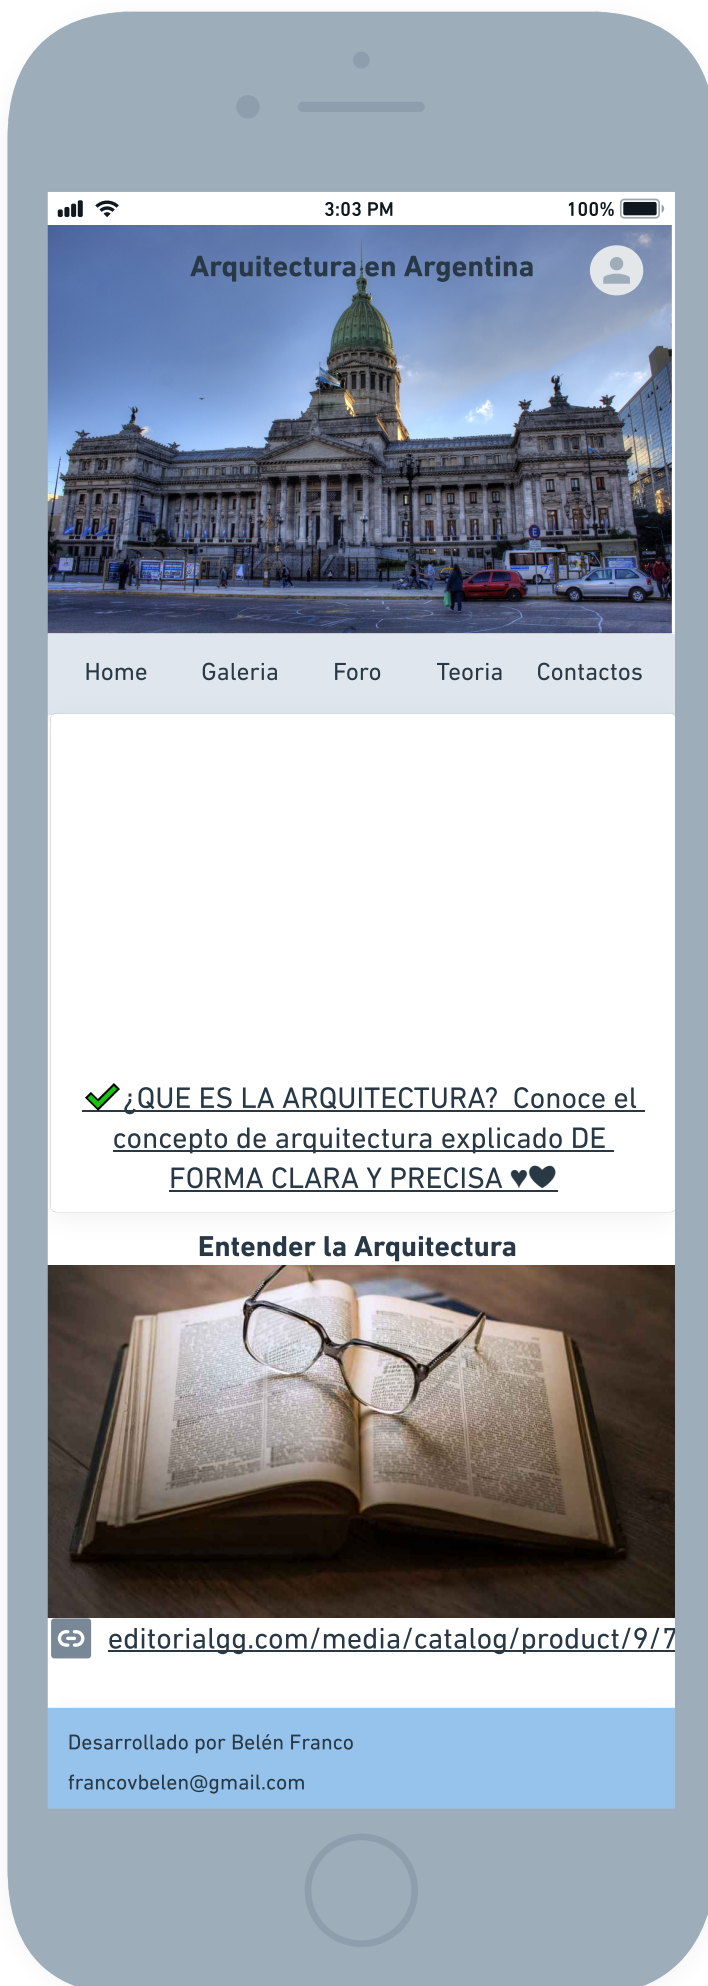 3:03 PM
100%
Arquitectura en Argentina
E
Home Galeria Foro Teoria Contactos
✔¿QUE ES LA ARQUITECTURA? Conoce el
concepto de arquitectura explicado DE
FORMA CLARA Y PRECISA ♥🖤
Entender la Arquitectura
editorialgg.com/media/catalog/product/9/7
Desarrollado por Belén Franco
francovbelen@gmail.com